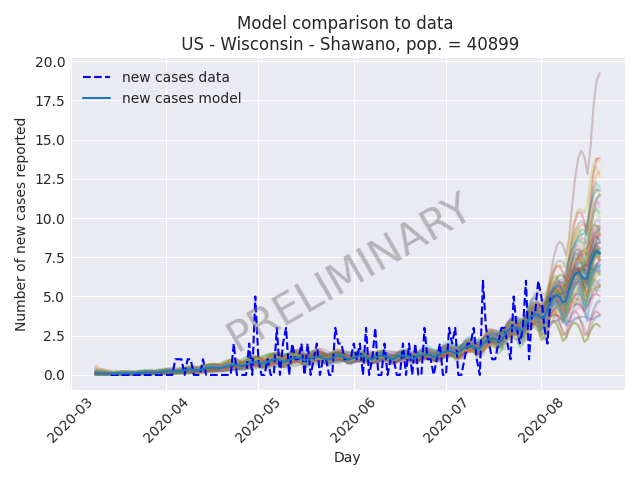 Model comparison to data
US - Wisconsin - Shawano, pop. = 40899
20.0
17.5
15.0
12.5
10.0
7.5
5.0
2.5
0.0
Number of new cases reported
new cases data
new cases model
PRELIMINARY
2020-03
2020-04
2020-05
2020-06
2020-07
2020-08
Day